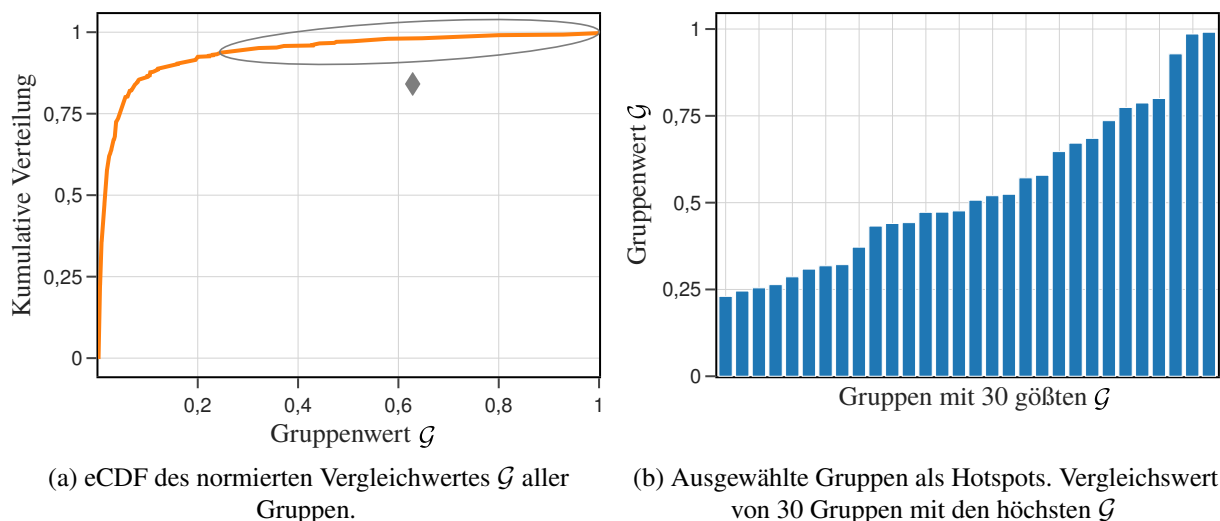 1
0,75
0,5
0,25
0
Kumulative Verteilung
0,2
0,4
0,6
0,8
1
Gruppenwert 𝒢
(a) eCDF des normierten Vergleichwertes 𝒢 aller
Gruppen.
1
0,75
0,5
0,25
0
Gruppenwert 𝒢
Gruppen mit 30 gößten 𝒢
(b) Ausgewählte Gruppen als Hotspots. Vergleichswert
von 30 Gruppen mit den höchsten 𝒢